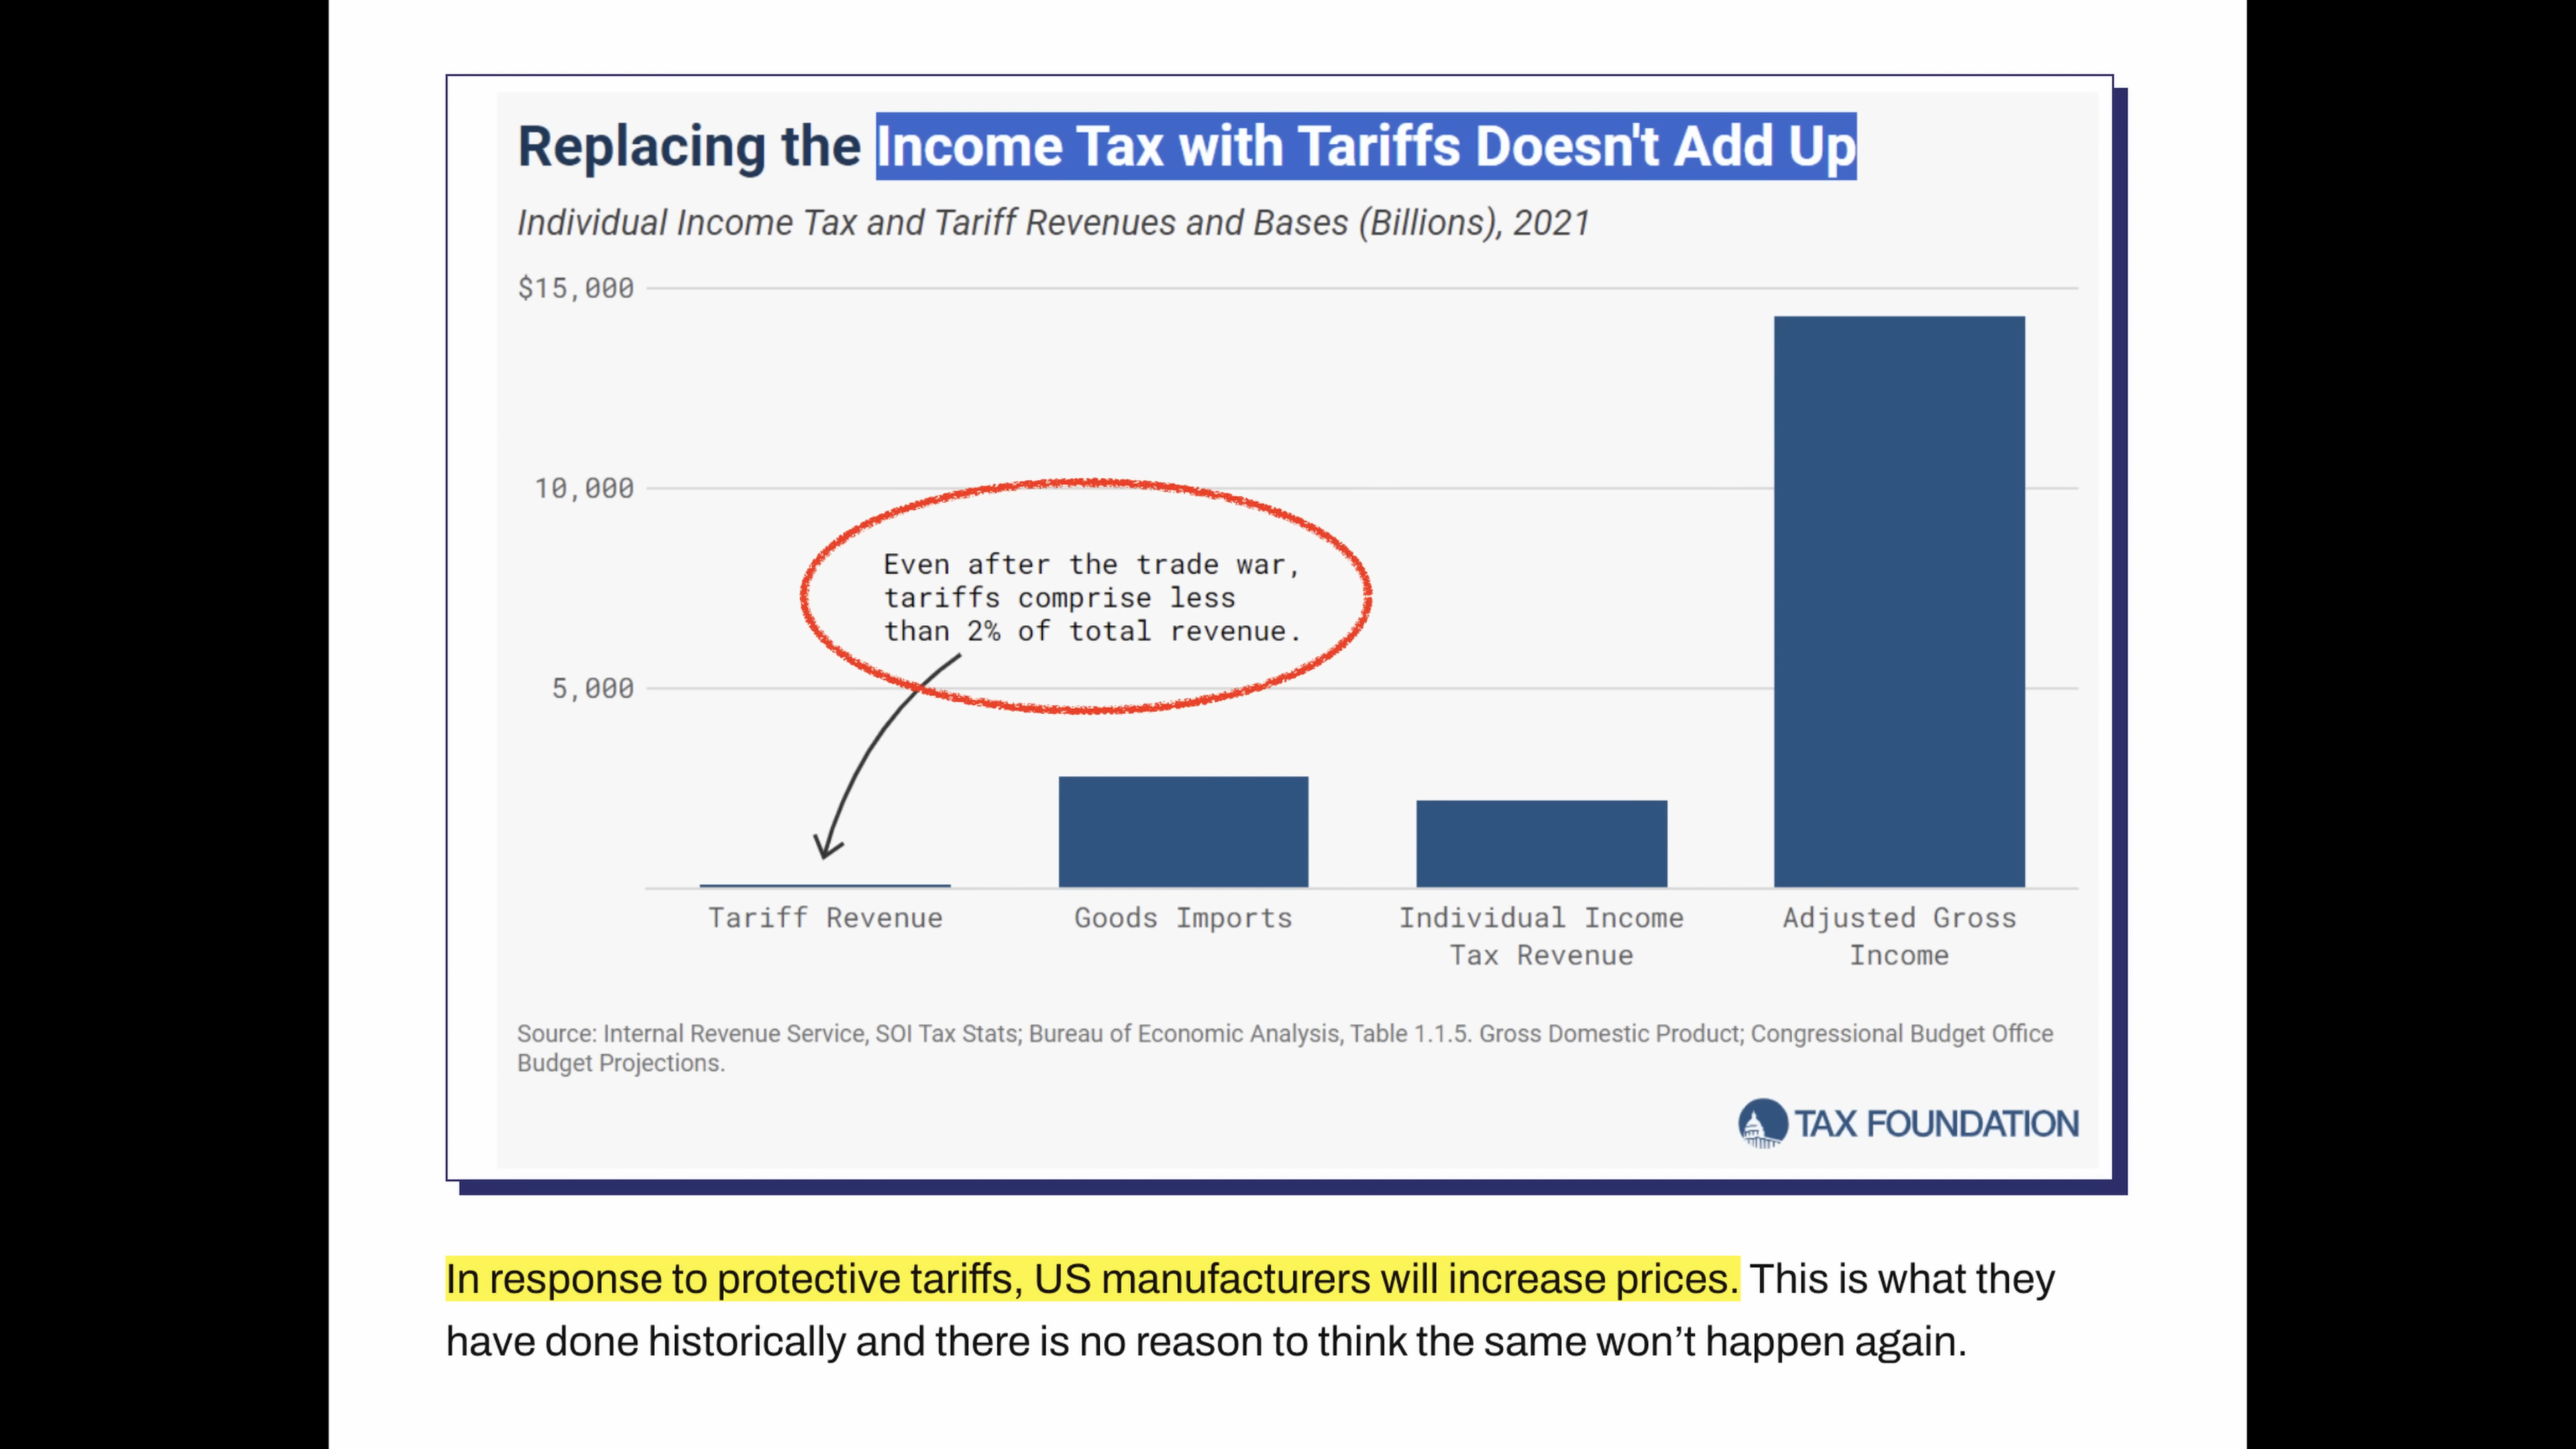 Replacing the Income Tax with Tariffs Doesn't Add Up
Individual Income Tax and Tariff Revenues and Bases (Billions), 2021
$15,000
10,000
Even after the trade war,
tariffs comprise less
than 2% of total revenue.
5,000
Tariff Revenue
Goods Imports
Individual Income
Tax Revenue
Adjusted Gross
Income
Source: Internal Revenue Service, SOI Tax Stats; Bureau of Economic Analysis, Table 1.1.5. Gross Domestic Product; Congressional Budget Office
Budget Projections.
TAX FOUNDATION
In response to protective tariffs, US manufacturers will increase prices. This is what they
have done historically and there is no reason to think the same won’t happen again.